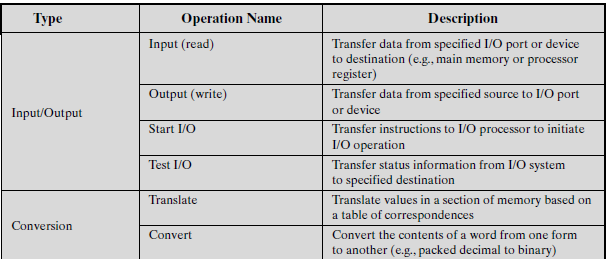 Type Operation Name Description
Input/Output
Input (read) Transfer data from specified I/O port or device
to destination (e.g., main memory or processor
register)
Output (write) Transfer data from specified source to I/O port
or device
Start I/O Transfer instructions to I/O processor to initiate
I/O operation
Test I/O Transfer status information from I/O system
to specified destination
Conversion
Translate Translate values in a section of memory based on
a table of correspondences
Convert Convert the contents of a word from one form
to another (e.g., packed decimal to binary)